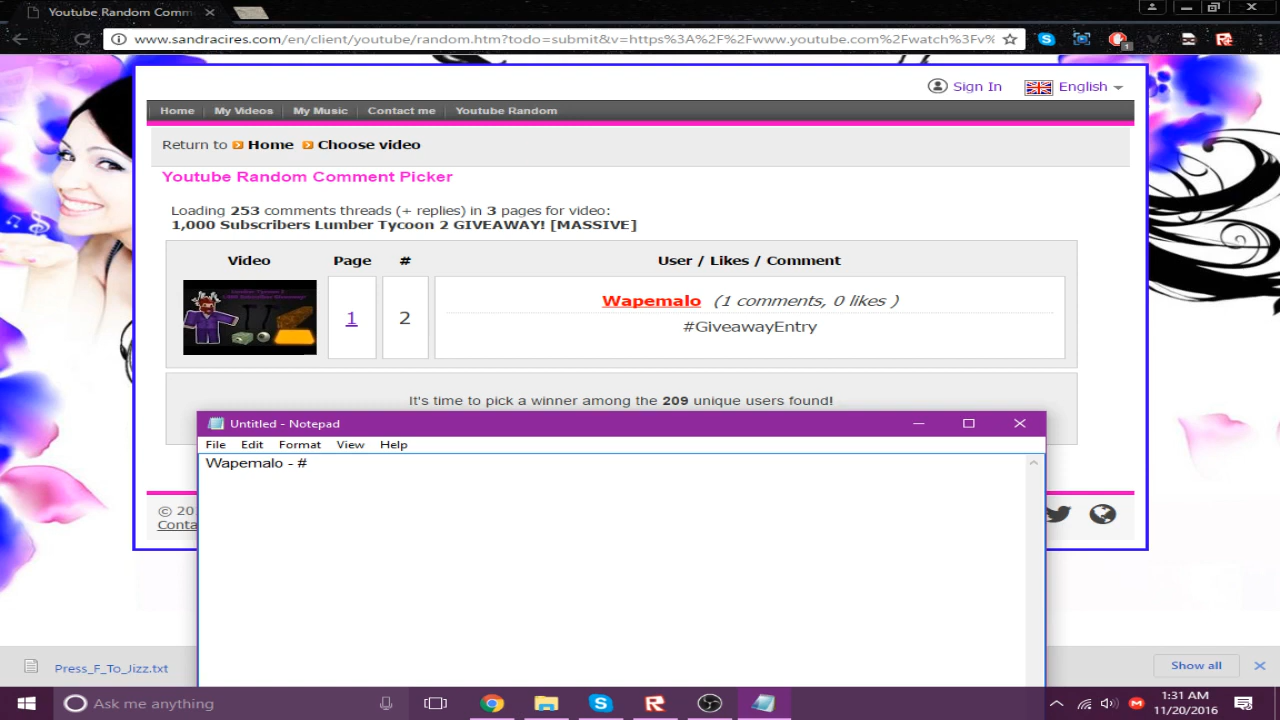 Youtube Random Comm
www.sandracires.com/en/client/youtube/random.htm?todo=submit&v=https%3A%2F%2Fwww.youtube.com%2Fwatch%3Fv%
1
Sign In English
Home My Videos My Music Contact me Youtube Random
Return to Home Choose video
Youtube Random Comment Picker
Loading 253 comments threads (+ replies) in 3 pages for video:
1,000 Subscribers Lumber Tycoon 2 GIVEAWAY! [MASSIVE]
Video Page # User / Likes / Comment
Wapemalo (1 comments, 0 likes )
1 2
#GiveawayEntry
It's time to pick a winner among the 209 unique users found!
Untitled - Notepad
File Edit Format View Help
Wapemalo - #
© 20
Conta
Press_F_To_Jizz.txt Show all
Ask me anything
1:31 AM
11/20/2016